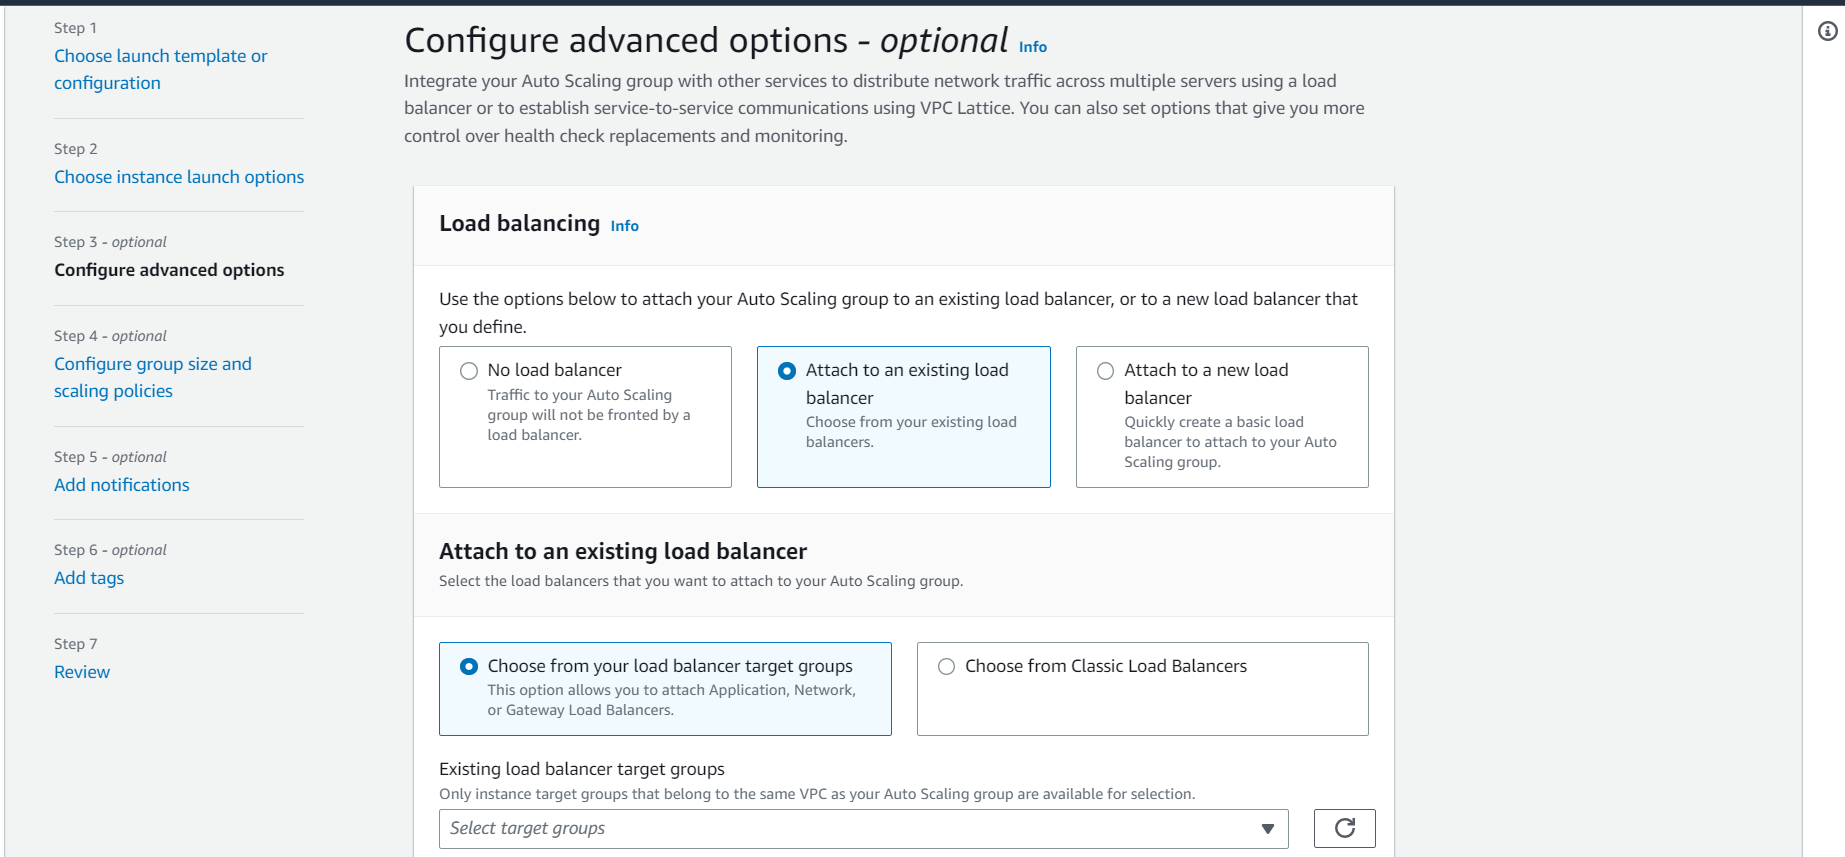 Step 1
Choose launch template or
configuration
Step 2
Choose instance launch options
Step 3 - optional
Configure advanced options
Step 4 - optional
Configure group size and
scaling policies
Step 5 - optional
Add notifications
Step 6 - optional
Add tags
Step 7
Review
Configure advanced options - optional Info
Integrate your Auto Scaling group with other services to distribute network traffic across multiple servers using a load
balancer or to establish service-to-service communications using VPC Lattice. You can also set options that give you more
control over health check replacements and monitoring.
Load balancing Info
Use the options below to attach your Auto Scaling group to an existing load balancer, or to a new load balancer that
you define.
No load balancer
Traffic to your Auto Scaling
group will not be fronted by a
load balancer.
Attach to an existing load
balancer
Choose from your existing load
balancers.
Attach to a new load
balancer
Quickly create a basic load
balancer to attach to your Auto
Scaling group.
Attach to an existing load balancer
Select the load balancers that you want to attach to your Auto Scaling group.
Choose from your load balancer target groups
This option allows you to attach Application, Network,
or Gateway Load Balancers.
Choose from Classic Load Balancers
Existing load balancer target groups
Only instance target groups that belong to the same VPC as your Auto Scaling group are available for selection.
Select target groups